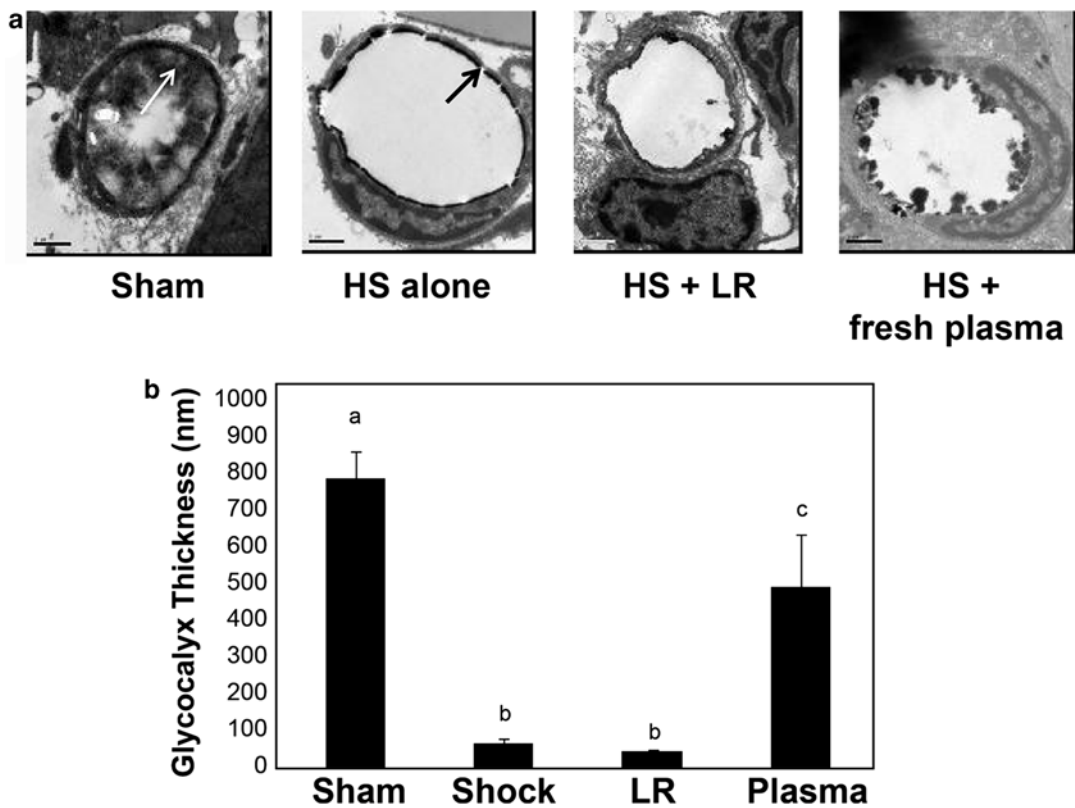 a
Sham
HS alone
HS + LR
HS +
fresh plasma
b
Glycocalyx Thickness (nm)
1000
900
800
700
600
500
400
300
200
100
0
a
b
b
c
Sham
Shock
LR
Plasma